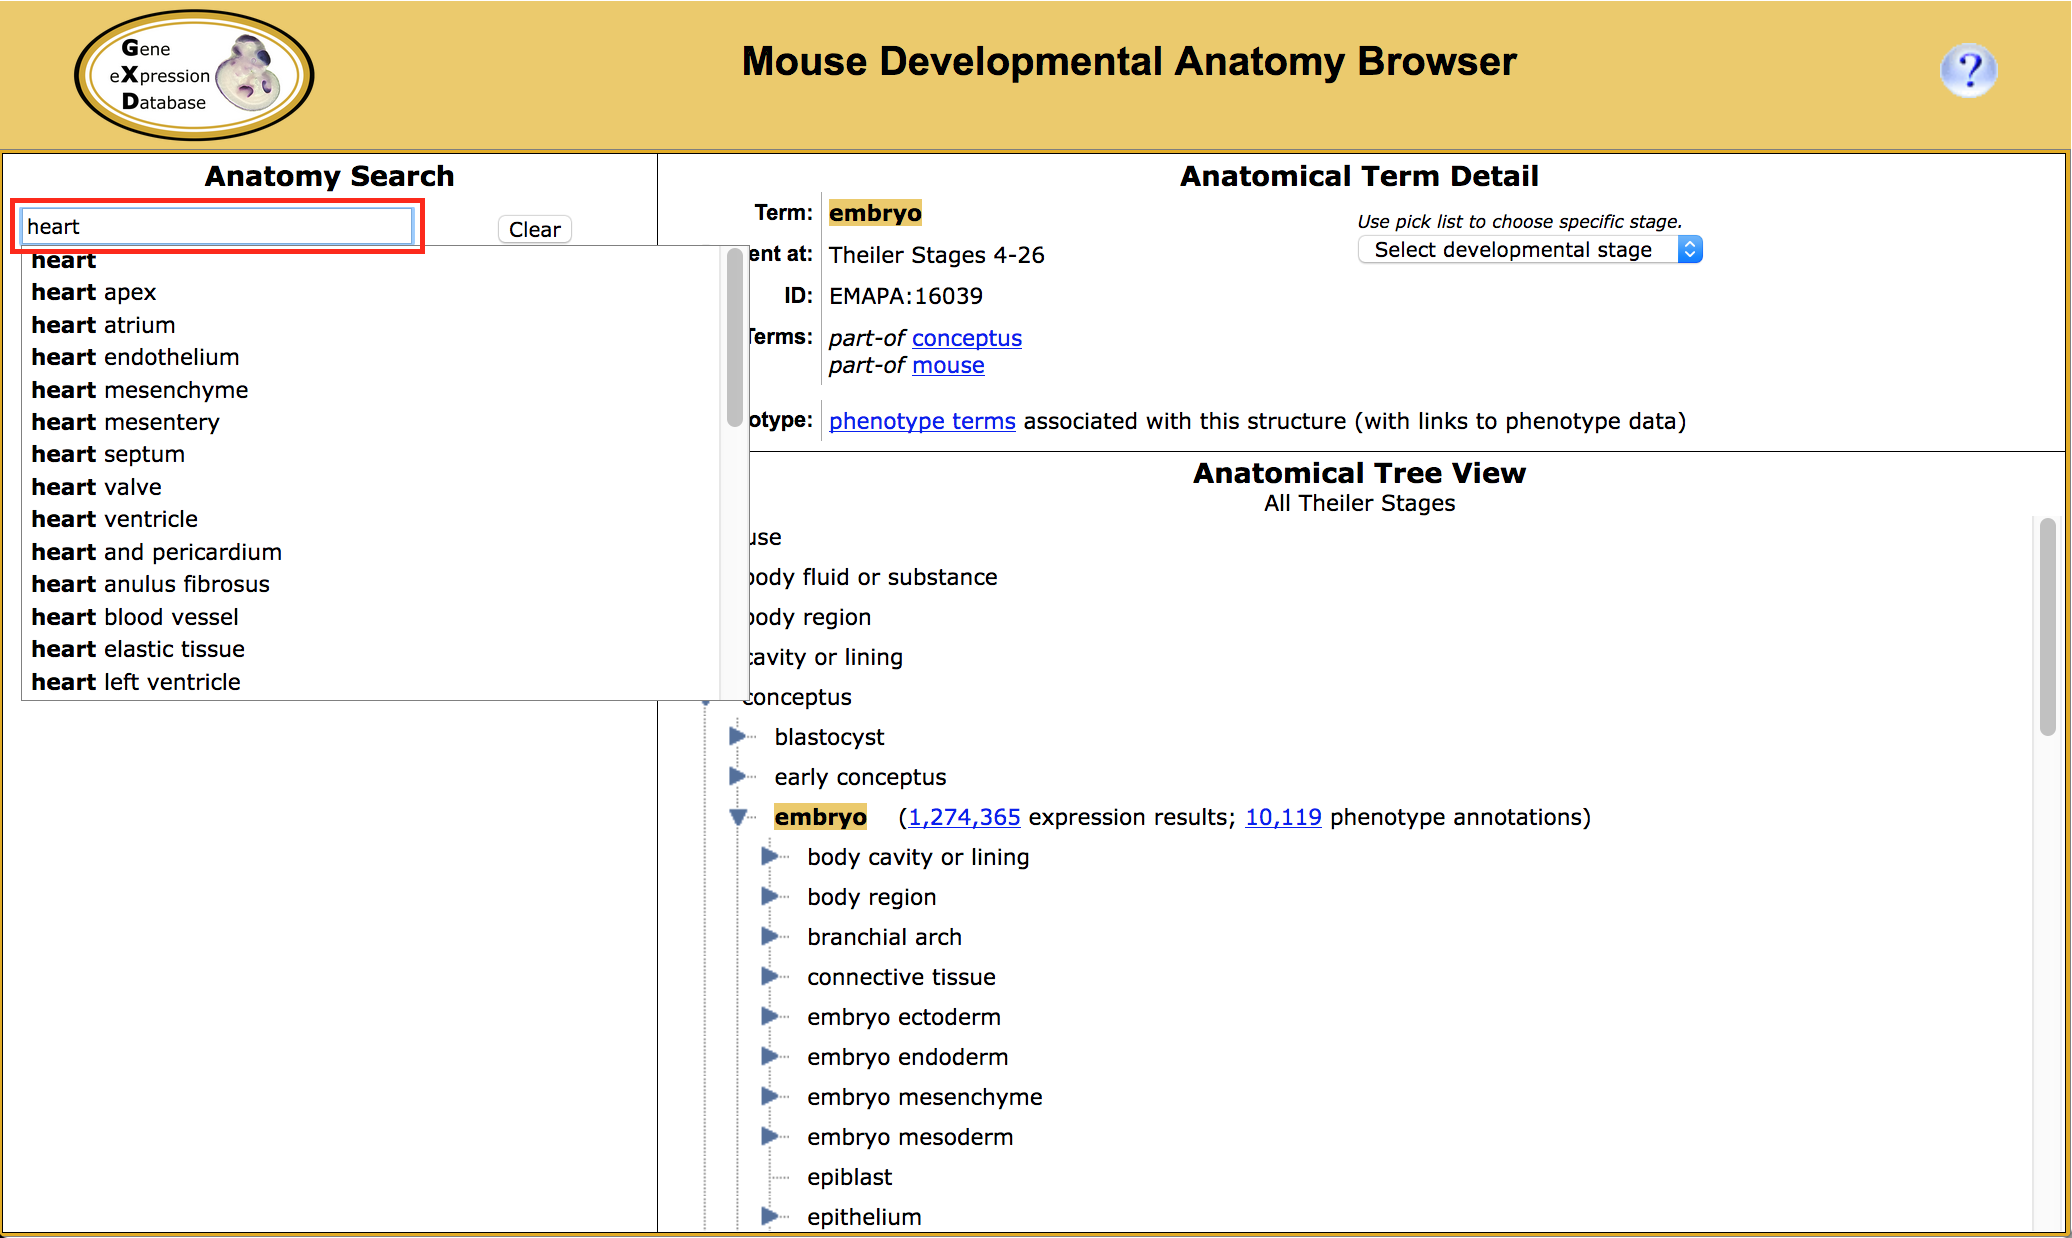 Gene
eXpression
Database
Mouse Developmental Anatomy Browser
?
Anatomy Search
heart
Clear
heart
heart apex
heart atrium
heart endothelium
heart mesenchyme
heart mesentery
heart septum
heart valve
heart ventricle
heart and pericardium
heart anulus fibrosus
heart blood vessel
heart elastic tissue
heart left ventricle
Anatomical Term Detail
Term: embryo
Use pick list to choose specific stage.
Select developmental stage
ent at: Theiler Stages 4-26
ID: EMAPA:16039
Terms: part-of conceptus
part-of mouse
otype: phenotype terms associated with this structure (with links to phenotype data)
Anatomical Tree View
All Theiler Stages
use
body fluid or substance
body region
cavity or lining
conceptus
blastocyst
early conceptus
embryo (1,274,365 expression results; 10,119 phenotype annotations)
body cavity or lining
body region
branchial arch
connective tissue
embryo ectoderm
embryo endoderm
embryo mesenchyme
embryo mesoderm
epiblast
epithelium